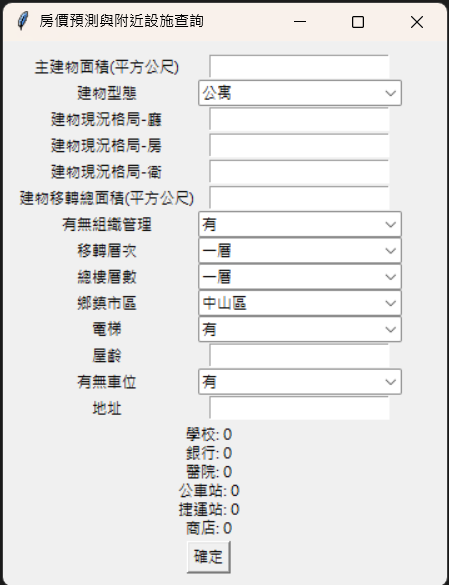 房價預測與附近設施查詢
主建物面積(平方公尺)
建物型態 公寓
建物現況格局-廳
建物現況格局-房
建物現況格局-衛
建物移轉總面積(平方公尺)
有無組織管理 有
移轉層次 一層
總樓層數 一層
鄉鎮市區 中山區
電梯 有
屋齡
有無車位 有
地址
學校: 0
銀行: 0
醫院: 0
公車站: 0
捷運站: 0
商店: 0
確定